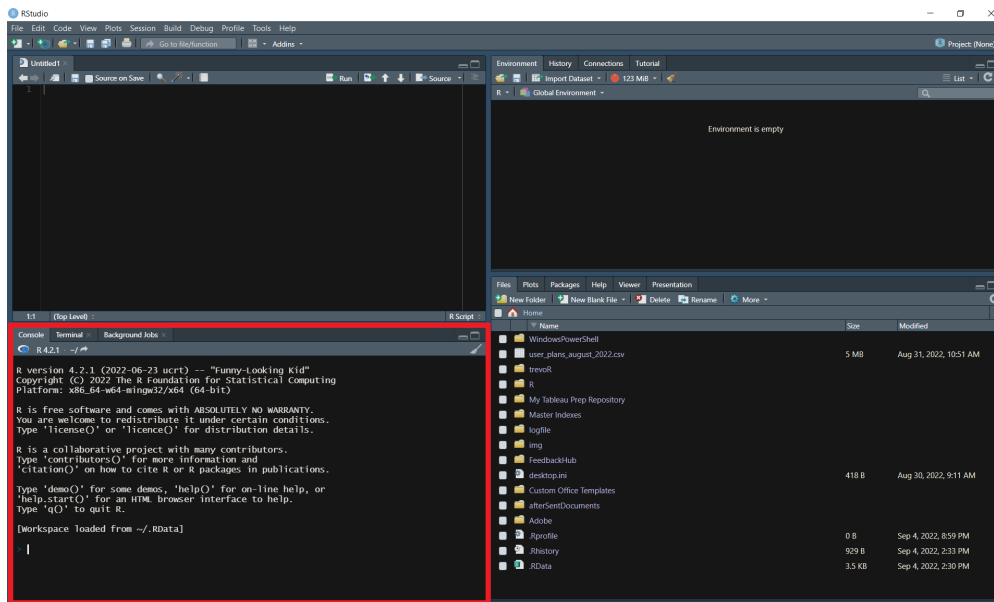 RStudio
File Edit Code View Plots Session Build Debug Profile Tools Help
Go to file/function Addins Project: (None
Untitled1
Source on Save Run Source
1
1:1 (Top Level) R Script
Console Terminal Background Jobs
R 4.2.1 · ~/
R version 4.2.1 (2022-06-23 ucrt) -- "Funny-Looking Kid"
Copyright (C) 2022 The R Foundation for Statistical Computing
Platform: x86_64-w64-mingw32/x64 (64-bit)
R is free software and comes with ABSOLUTELY NO WARRANTY.
You are welcome to redistribute it under certain conditions.
Type 'license()' or 'licence()' for distribution details.
R is a collaborative project with many contributors.
Type 'contributors()' for more information and
'citation()' on how to cite R or R packages in publications.
Type 'demo()' for some demos, 'help()' for on-line help, or
'help.start()' for an HTML browser interface to help.
Type 'q()' to quit R.
[Workspace loaded from ~/.RData]
>
Environment History Connections Tutorial
Import Dataset 123 MiB List
R Global Environment
Environment is empty
Files Plots Packages Help Viewer Presentation
New Folder New Blank File Delete Rename More
Home
Name Size Modified
WindowsPowerShell
user_plans_august_2022.csv 5 MB Aug 31, 2022, 10:51 AM
trevoR
R
My Tableau Prep Repository
Master Indexes
logfile
img
FeedbackHub
desktop.ini 418 B Aug 30, 2022, 9:11 AM
Custom Office Templates
afterSentDocuments
Adobe
.Rprofile 0 B Sep 4, 2022, 8:59 PM
.Rhistory 929 B Sep 4, 2022, 2:33 PM
.RData 3.5 KB Sep 4, 2022, 2:30 PM